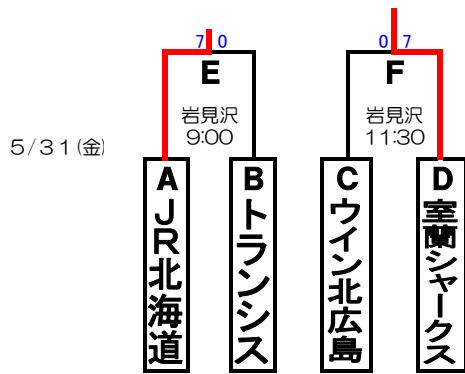 7 0
0 7
E
F
岩見沢
9:00
岩見沢
11:30
5/31(金)
A
JR北海道
B
トランシス
C
ウイン北広島
D
室蘭シャークス